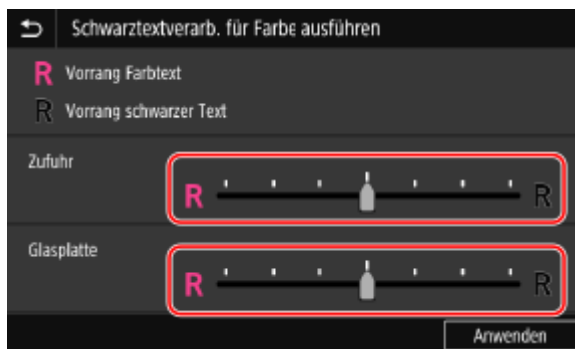 Schwarztextverarb. für Farbe ausführen
R Vorrang Farbtext
R Vorrang schwarzer Text
Zufuhr
R R
Glasplatte
R R
Anwenden